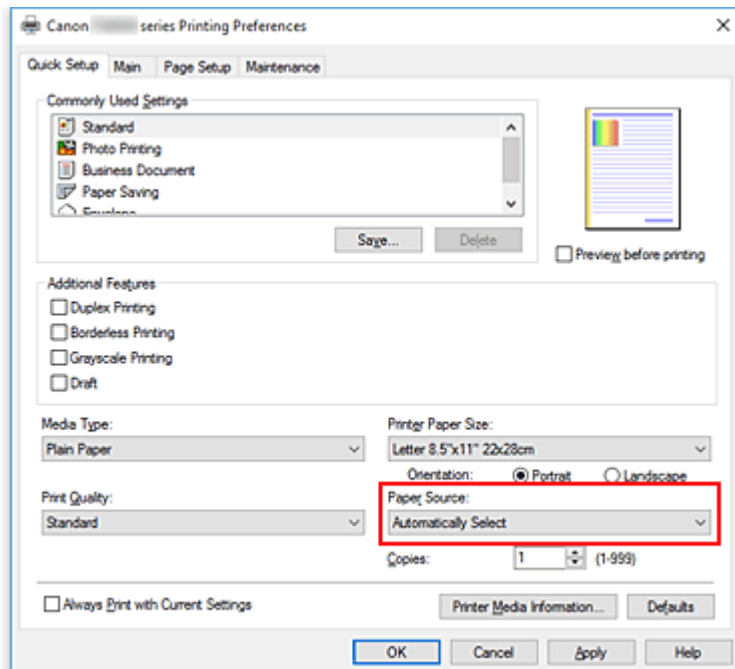 Canon series Printing Preferences
Quick Setup Main Page Setup Maintenance
Commonly Used Settings
Standard
Photo Printing
Business Document
Paper Saving
Envelope
Save... Delete
Preview before printing
Additional Features
Duplex Printing
Borderless Printing
Grayscale Printing
Draft
Media Type:
Plain Paper
Printer Paper Size:
Letter 8.5"x11" 22x28cm
Orientation: Portrait Landscape
Print Quality:
Standard
Paper Source:
Automatically Select
Copies: 1 (1-999)
Always Print with Current Settings
Printer Media Information... Defaults
OK Cancel Apply Help